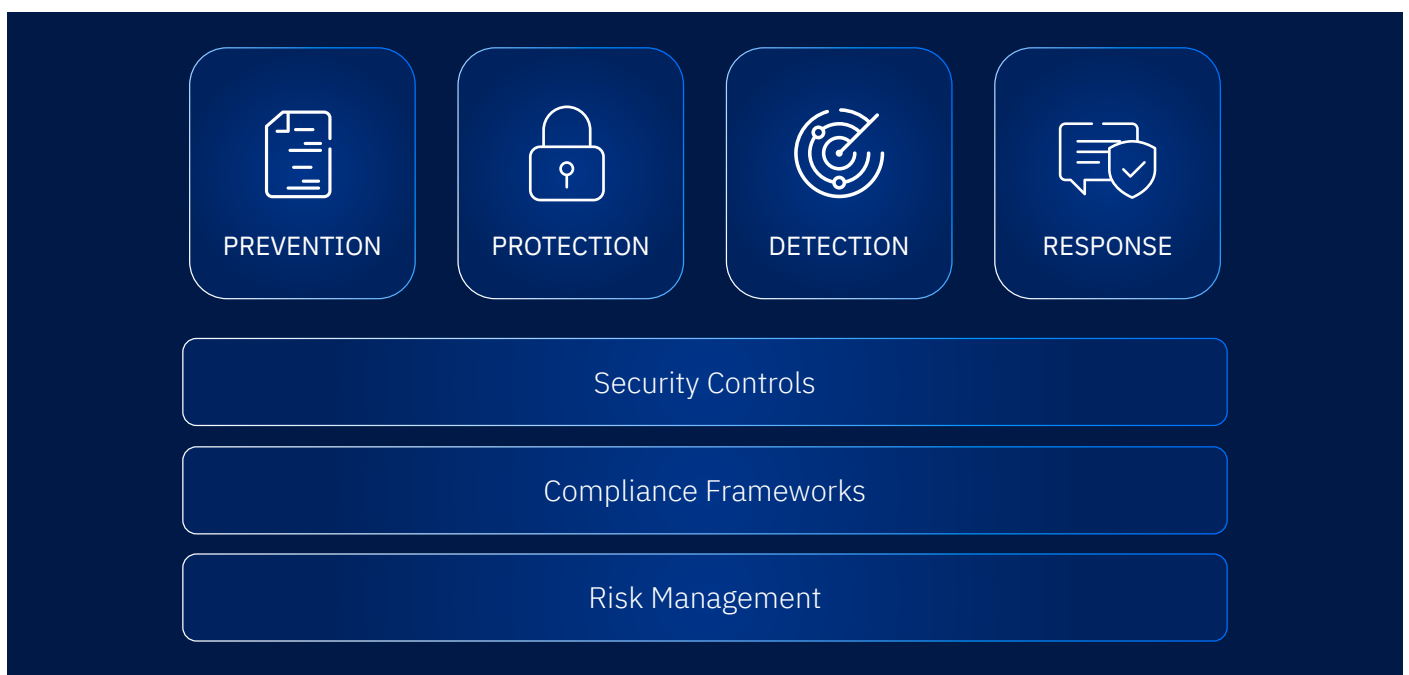 PREVENTION
PROTECTION
DETECTION
RESPONSE
Security Controls
Compliance Frameworks
Risk Management